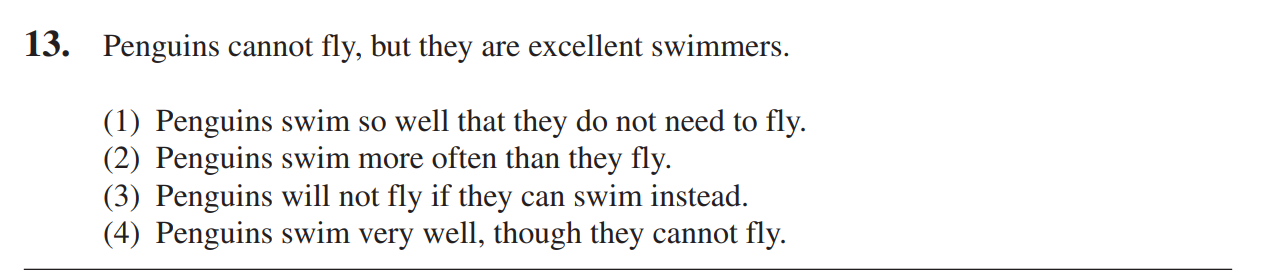 13. Penguins cannot fly, but they are excellent swimmers.
(1) Penguins swim so well that they do not need to fly.
(2) Penguins swim more often than they fly.
(3) Penguins will not fly if they can swim instead.
(4) Penguins swim very well, though they cannot fly.